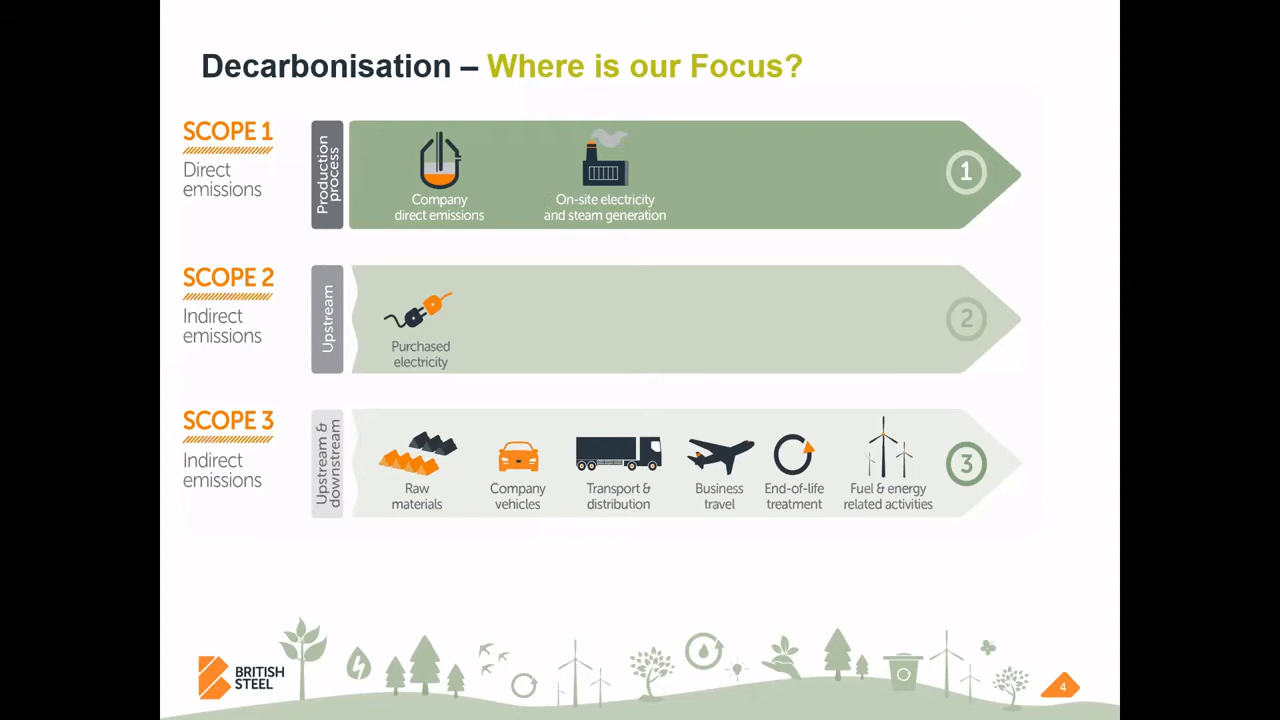 Decarbonisation – Where is our Focus?
SCOPE 1
Direct
emissions
Production
process
Company
direct emissions
On-site electricity
and steam generation
1
SCOPE 2
Indirect
emissions
Upstream
Purchased
electricity
2
SCOPE 3
Indirect
emissions
Upstream &
downstream
Raw
materials
Company
vehicles
Transport &
distribution
Business
travel
End-of-life
treatment
Fuel & energy
related activities
3
BRITISH
STEEL
4